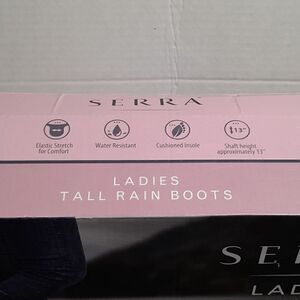 SERRA
Elastic Stretch
for Comfort
Water Resistant
Cushioned Insole
13"
Shaft height
approximately 13"
LADIES
TALL RAIN BOOTS
SE
LAD